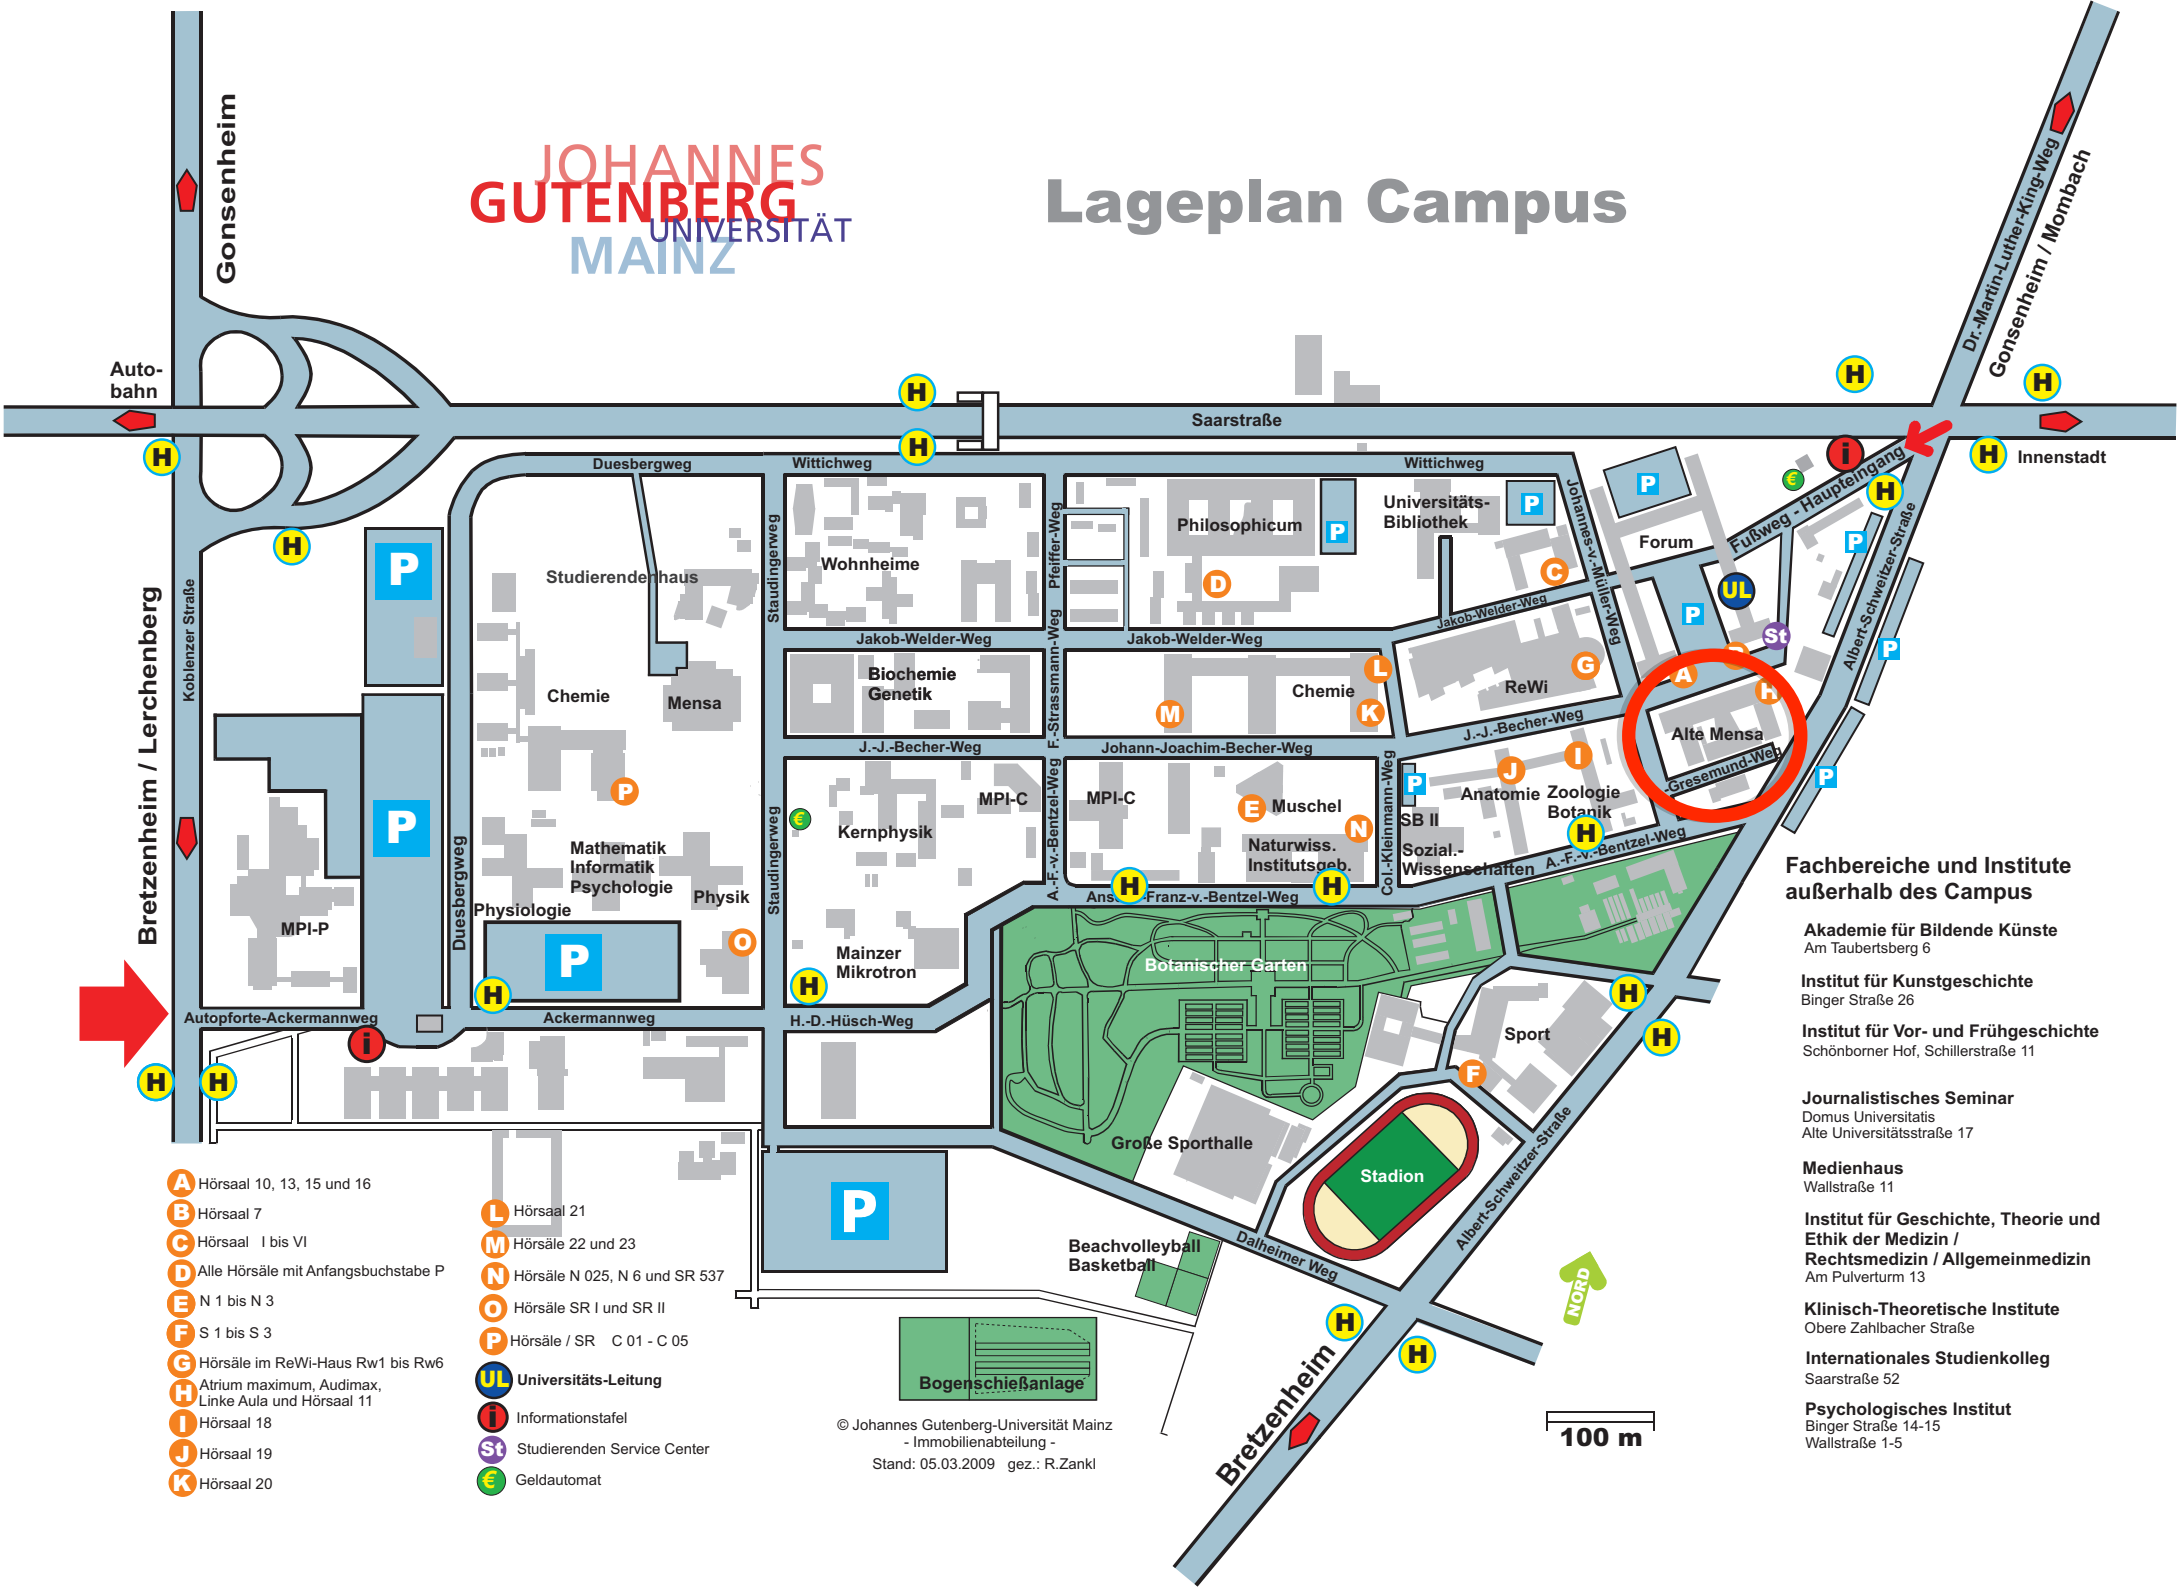 JOHANNES
GUTENBERG
UNIVERSITÄT
MAINZ
Lageplan Campus
Gonsenheim
Auto-
bahn
Dr.-Martin-Luther-King-Weg
Gonsenheim / Mombach
H
H
H
H
H
H
H
H
H
Saarstraße
Innenstadt
i
€
Fußweg - Haupteingang
Duesbergweg
Wittichweg
Wittichweg
Koblenzer Straße
Bretzenheim / Lerchenberg
P
P
P
P
P
P
P
P
P
P
P
P
Studierendenhaus
Staudingerweg
Wohnheime
Pfeiffer-Weg
Philosophicum
Universitäts-
Bibliothek
Johannes-v.-Müller-Weg
Forum
Albert-Schweitzer-Straße
D
C
UL
St
Jakob-Welder-Weg
Jakob-Welder-Weg
Jakob-Welder-Weg
Chemie
Mensa
Biochemie
Genetik
F.-Strassmann-Weg
Chemie
L
M
K
G
ReWi
A
H
Alte Mensa
-Gresemund-Weg
J.-J.-Becher-Weg
Johann-Joachim-Becher-Weg
J.-J.-Becher-Weg
P
Mathematik
Informatik
Psychologie
Physik
Physiologie
Duesbergweg
Staudingerweg
€
Kernphysik
MPI-C
A.-F.-v.-Bentzel-Weg
MPI-C
E
Muschel
N
Naturwiss.
Institutsgeb.
Col.-Kleinmann-Weg
SB II
Sozial.-
Wissenschaften
J
I
Anatomie
Zoologie
Botanik
H
A.-F.-v.-Bentzel-Weg
H
H
Franz-v.-Bentzel-Weg
MPI-P
O
Mainzer
Mikrotron
H
H
Autopforte-Ackermannweg
Ackermannweg
H.-D.-Hüsch-Weg
i
H
H
Botanischer Garten
Sport
F
H
H
Große Sporthalle
Stadion
Albert-Schweitzer-Straße
Dalheimer Weg
Beachvolleyball
Basketball
Bogenschießanlage
H
H
Bretzenheim
NORD
100 m
A Hörsaal 10, 13, 15 und 16
B Hörsaal 7
C Hörsaal I bis VI
D Alle Hörsäle mit Anfangsbuchstabe P
E N 1 bis N 3
F S 1 bis S 3
G Hörsäle im ReWi-Haus Rw1 bis Rw6
H Atrium maximum, Audimax,
Linke Aula und Hörsaal 11
I Hörsaal 18
J Hörsaal 19
K Hörsaal 20
L Hörsaal 21
M Hörsäle 22 und 23
N Hörsäle N 025, N 6 und SR 537
O Hörsäle SR I und SR II
P Hörsäle / SR C 01 - C 05
UL Universitäts-Leitung
i Informationstafel
St Studierenden Service Center
€ Geldautomat
© Johannes Gutenberg-Universität Mainz
- Immobilienabteilung -
Stand: 05.03.2009 gez.: R.Zankl
Fachbereiche und Institute
außerhalb des Campus
Akademie für Bildende Künste
Am Taubertsberg 6
Institut für Kunstgeschichte
Binger Straße 26
Institut für Vor- und Frühgeschichte
Schönborner Hof, Schillerstraße 11
Journalistisches Seminar
Domus Universitatis
Alte Universitätsstraße 17
Medienhaus
Wallstraße 11
Institut für Geschichte, Theorie und
Ethik der Medizin /
Rechtsmedizin / Allgemeinmedizin
Am Pulverturm 13
Klinisch-Theoretische Institute
Obere Zahlbacher Straße
Internationales Studienkolleg
Saarstraße 52
Psychologisches Institut
Binger Straße 14-15
Wallstraße 1-5